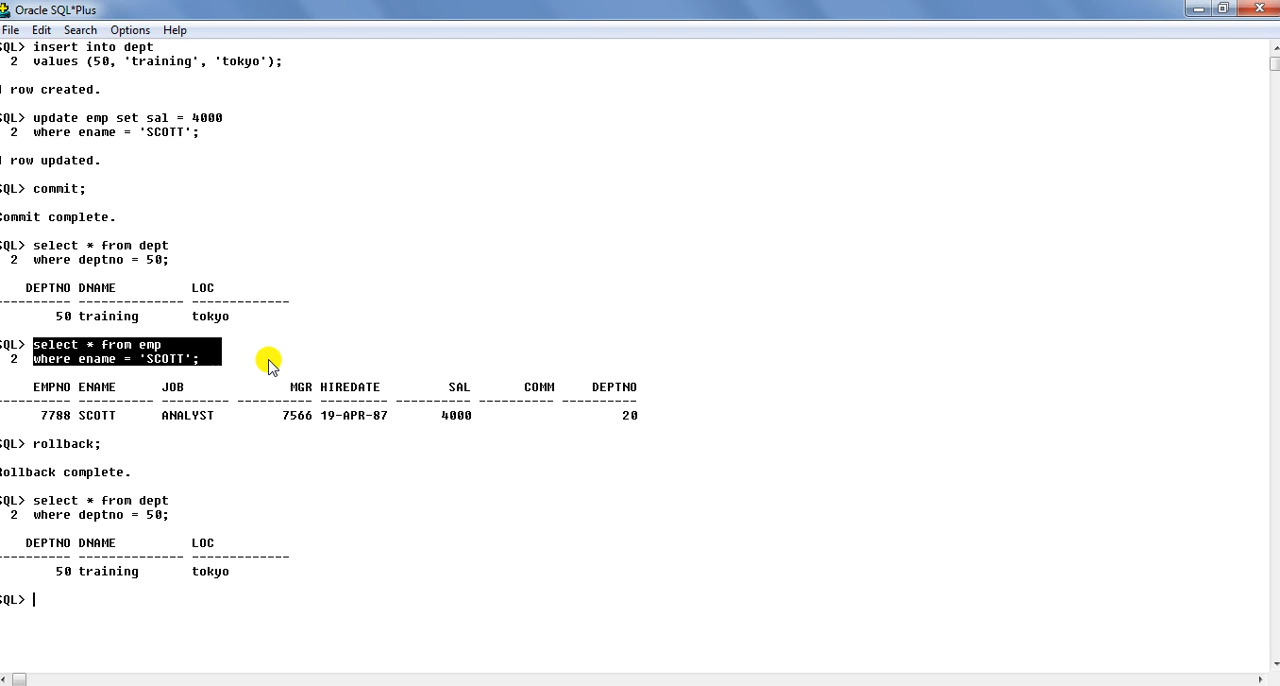 Oracle SQL*Plus
File Edit Search Options Help
SQL> insert into dept
2 values (50, 'training', 'tokyo');
1 row created.
SQL> update emp set sal = 4000
2 where ename = 'SCOTT';
1 row updated.
SQL> commit;
Commit complete.
SQL> select * from dept
2 where deptno = 50;
DEPTNO DNAME LOC
---------- -------------- -------------
50 training tokyo
SQL> select * from emp
2 where ename = 'SCOTT';
EMPNO ENAME JOB MGR HIREDATE SAL COMM DEPTNO
---------- ---------- --------- ---------- --------- ---------- ---------- ----------
7788 SCOTT ANALYST 7566 19-APR-87 4000 20
SQL> rollback;
Rollback complete.
SQL> select * from dept
2 where deptno = 50;
DEPTNO DNAME LOC
---------- -------------- -------------
50 training tokyo
SQL>